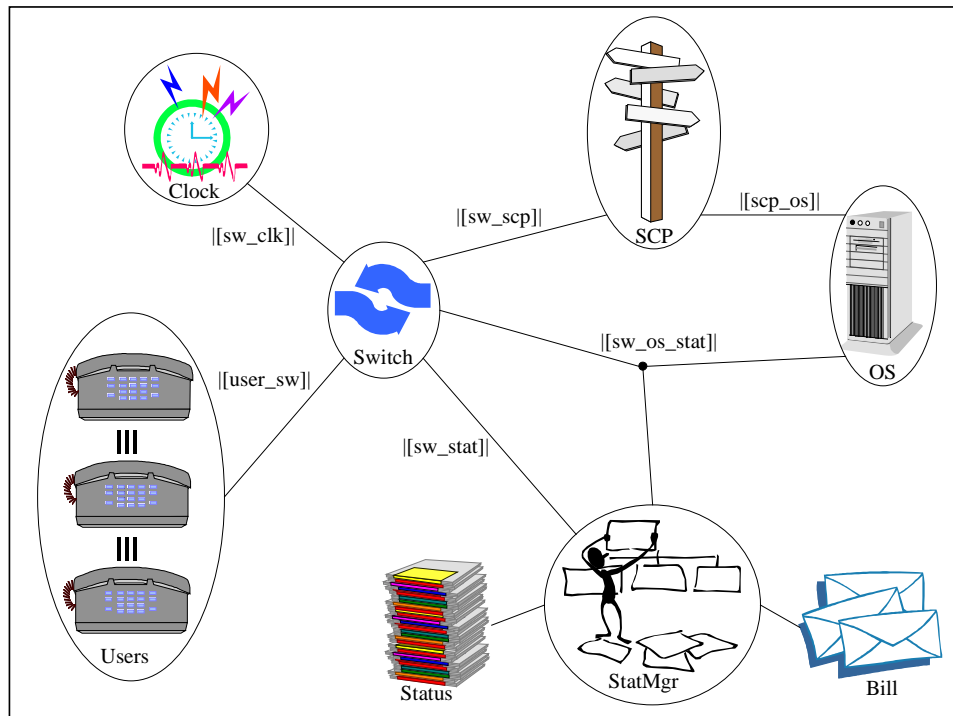 Clock
SCP
|[sw_clk]|
|[sw_scp]|
|[scp_os]|
Switch
|[user_sw]|
|[sw_os_stat]|
OS
|[sw_stat]|
Users
Status
StatMgr
Bill